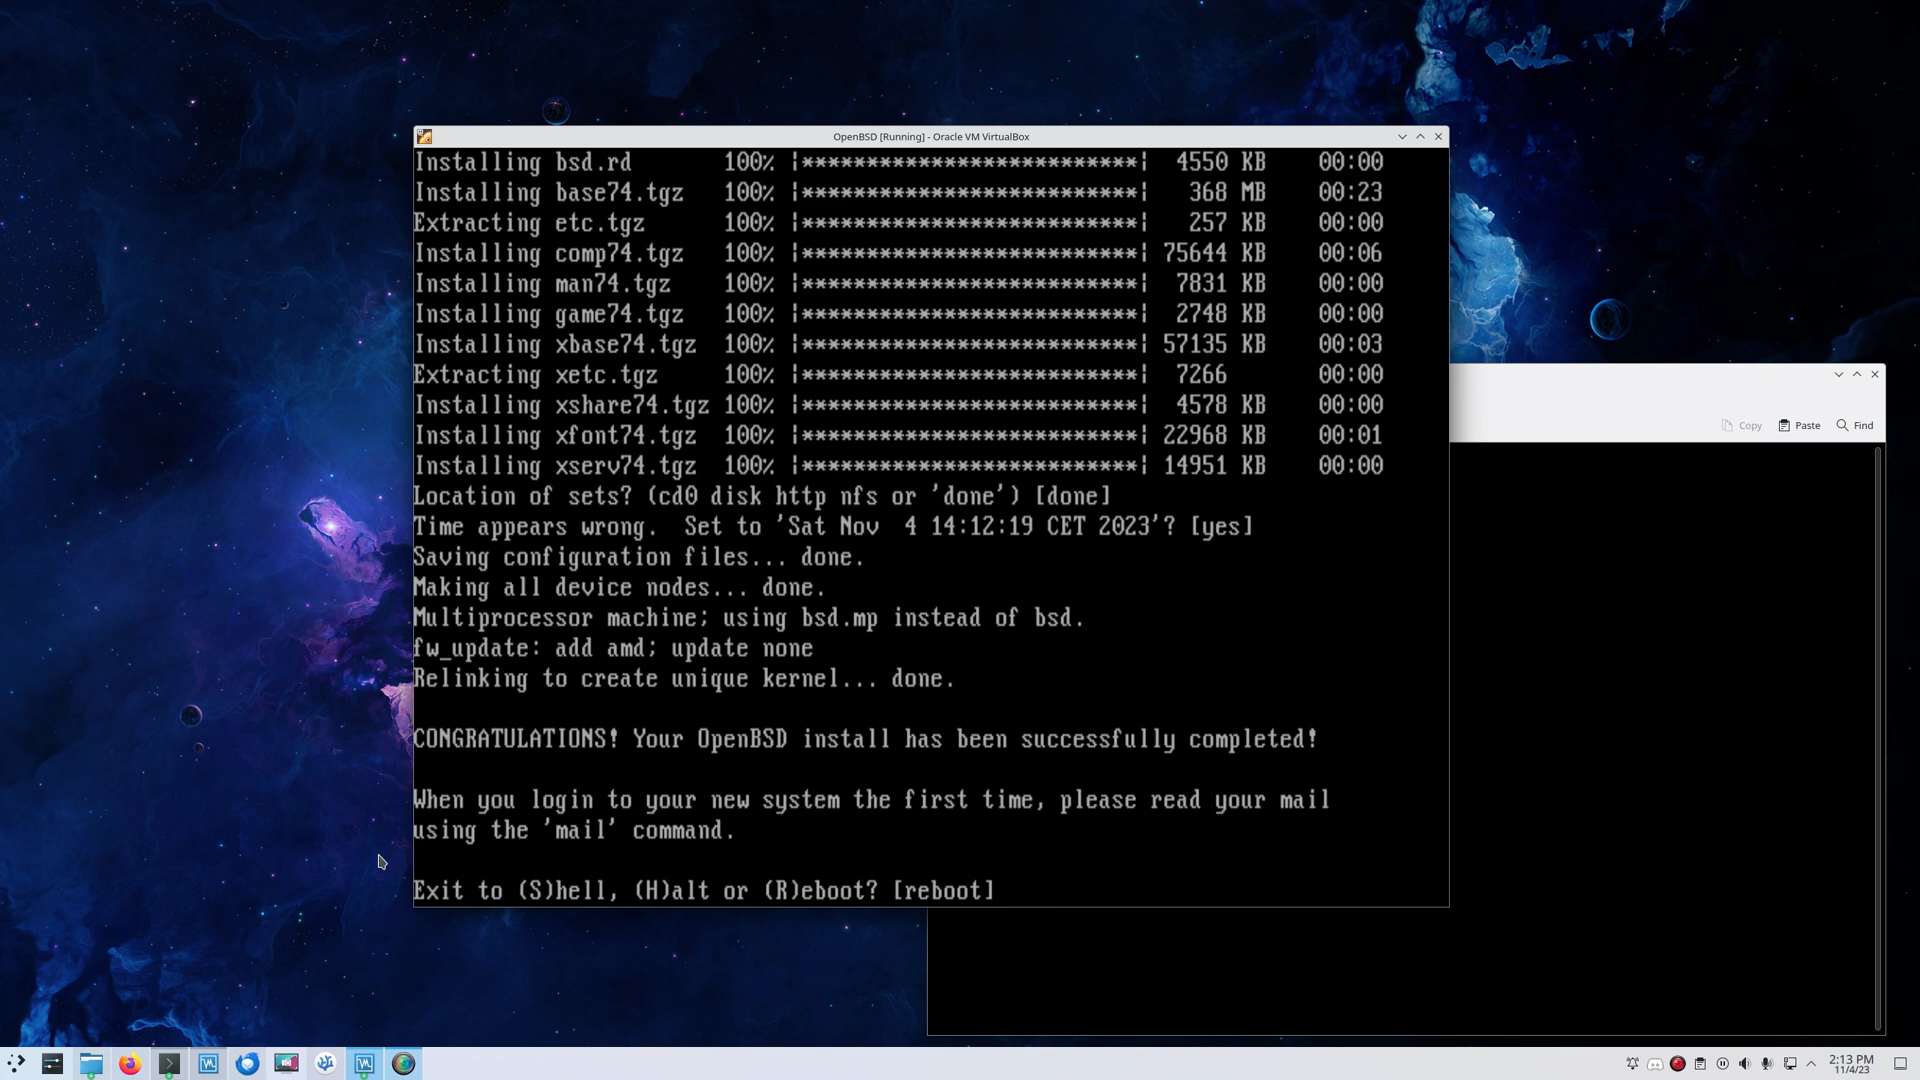 OpenBSD [Running] - Oracle VM VirtualBox
Installing bsd.rd 100% |**************************| 4550 KB 00:00
Installing base74.tgz 100% |**************************| 368 MB 00:23
Extracting etc.tgz 100% |**************************| 257 KB 00:00
Installing comp74.tgz 100% |**************************| 75644 KB 00:06
Installing man74.tgz 100% |**************************| 7831 KB 00:00
Installing game74.tgz 100% |**************************| 2748 KB 00:00
Installing xbase74.tgz 100% |**************************| 57135 KB 00:03
Extracting xetc.tgz 100% |**************************| 7266 00:00
Installing xshare74.tgz 100% |**************************| 4578 KB 00:00
Installing xfont74.tgz 100% |**************************| 22968 KB 00:01
Installing xserv74.tgz 100% |**************************| 14951 KB 00:00
Location of sets? (cd0 disk http nfs or 'done') [done]
Time appears wrong.  Set to 'Sat Nov  4 14:12:19 CET 2023'? [yes]
Saving configuration files... done.
Making all device nodes... done.
Multiprocessor machine; using bsd.mp instead of bsd.
fw_update: add amd; update none
Relinking to create unique kernel... done.
CONGRATULATIONS! Your OpenBSD install has been successfully completed!
When you login to your new system the first time, please read your mail
using the 'mail' command.
Exit to (S)hell, (H)alt or (R)eboot? [reboot]
Copy Paste Find
2:13 PM
11/4/23